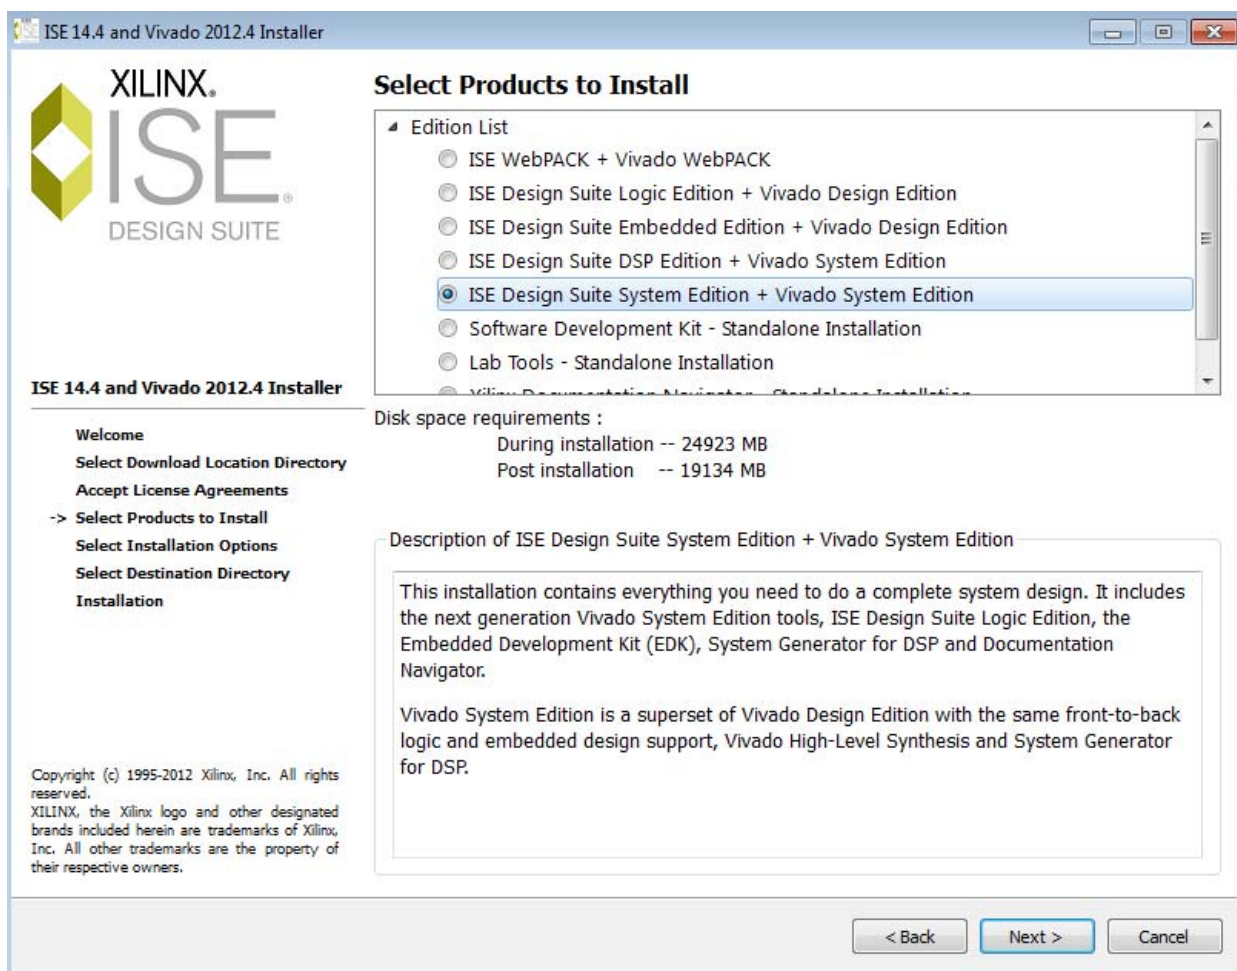 ISE 14.4 and Vivado 2012.4 Installer
XILINX®
ISE®
DESIGN SUITE
ISE 14.4 and Vivado 2012.4 Installer
Welcome
Select Download Location Directory
Accept License Agreements
-> Select Products to Install
Select Installation Options
Select Destination Directory
Installation
Copyright (c) 1995-2012 Xilinx, Inc. All rights
reserved.
XILINX, the Xilinx logo and other designated
brands included herein are trademarks of Xilinx,
Inc. All other trademarks are the property of
their respective owners.
Select Products to Install
Edition List
ISE WebPACK + Vivado WebPACK
ISE Design Suite Logic Edition + Vivado Design Edition
ISE Design Suite Embedded Edition + Vivado Design Edition
ISE Design Suite DSP Edition + Vivado System Edition
ISE Design Suite System Edition + Vivado System Edition
Software Development Kit - Standalone Installation
Lab Tools - Standalone Installation
Xilinx Documentation Navigator - Standalone Installation
Disk space requirements :
During installation -- 24923 MB
Post installation -- 19134 MB
Description of ISE Design Suite System Edition + Vivado System Edition
This installation contains everything you need to do a complete system design. It includes
the next generation Vivado System Edition tools, ISE Design Suite Logic Edition, the
Embedded Development Kit (EDK), System Generator for DSP and Documentation
Navigator.
Vivado System Edition is a superset of Vivado Design Edition with the same front-to-back
logic and embedded design support, Vivado High-Level Synthesis and System Generator
for DSP.
< Back
Next >
Cancel